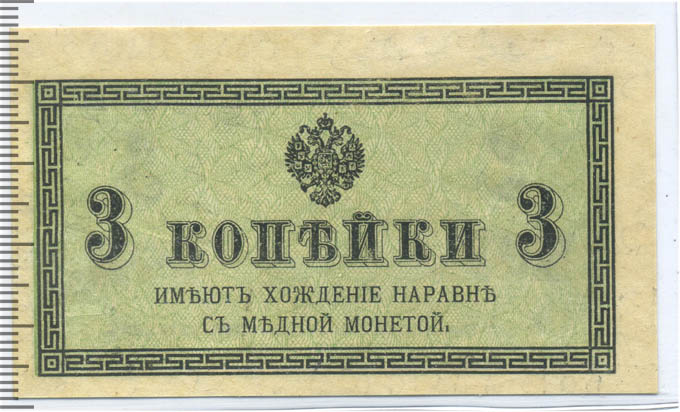 3 КОПѢЙКИ 3
ИМѢЮТЪ ХОЖДЕНІЕ НАРАВНѢ
СЪ МѢДНОЙ МОНЕТОЙ.